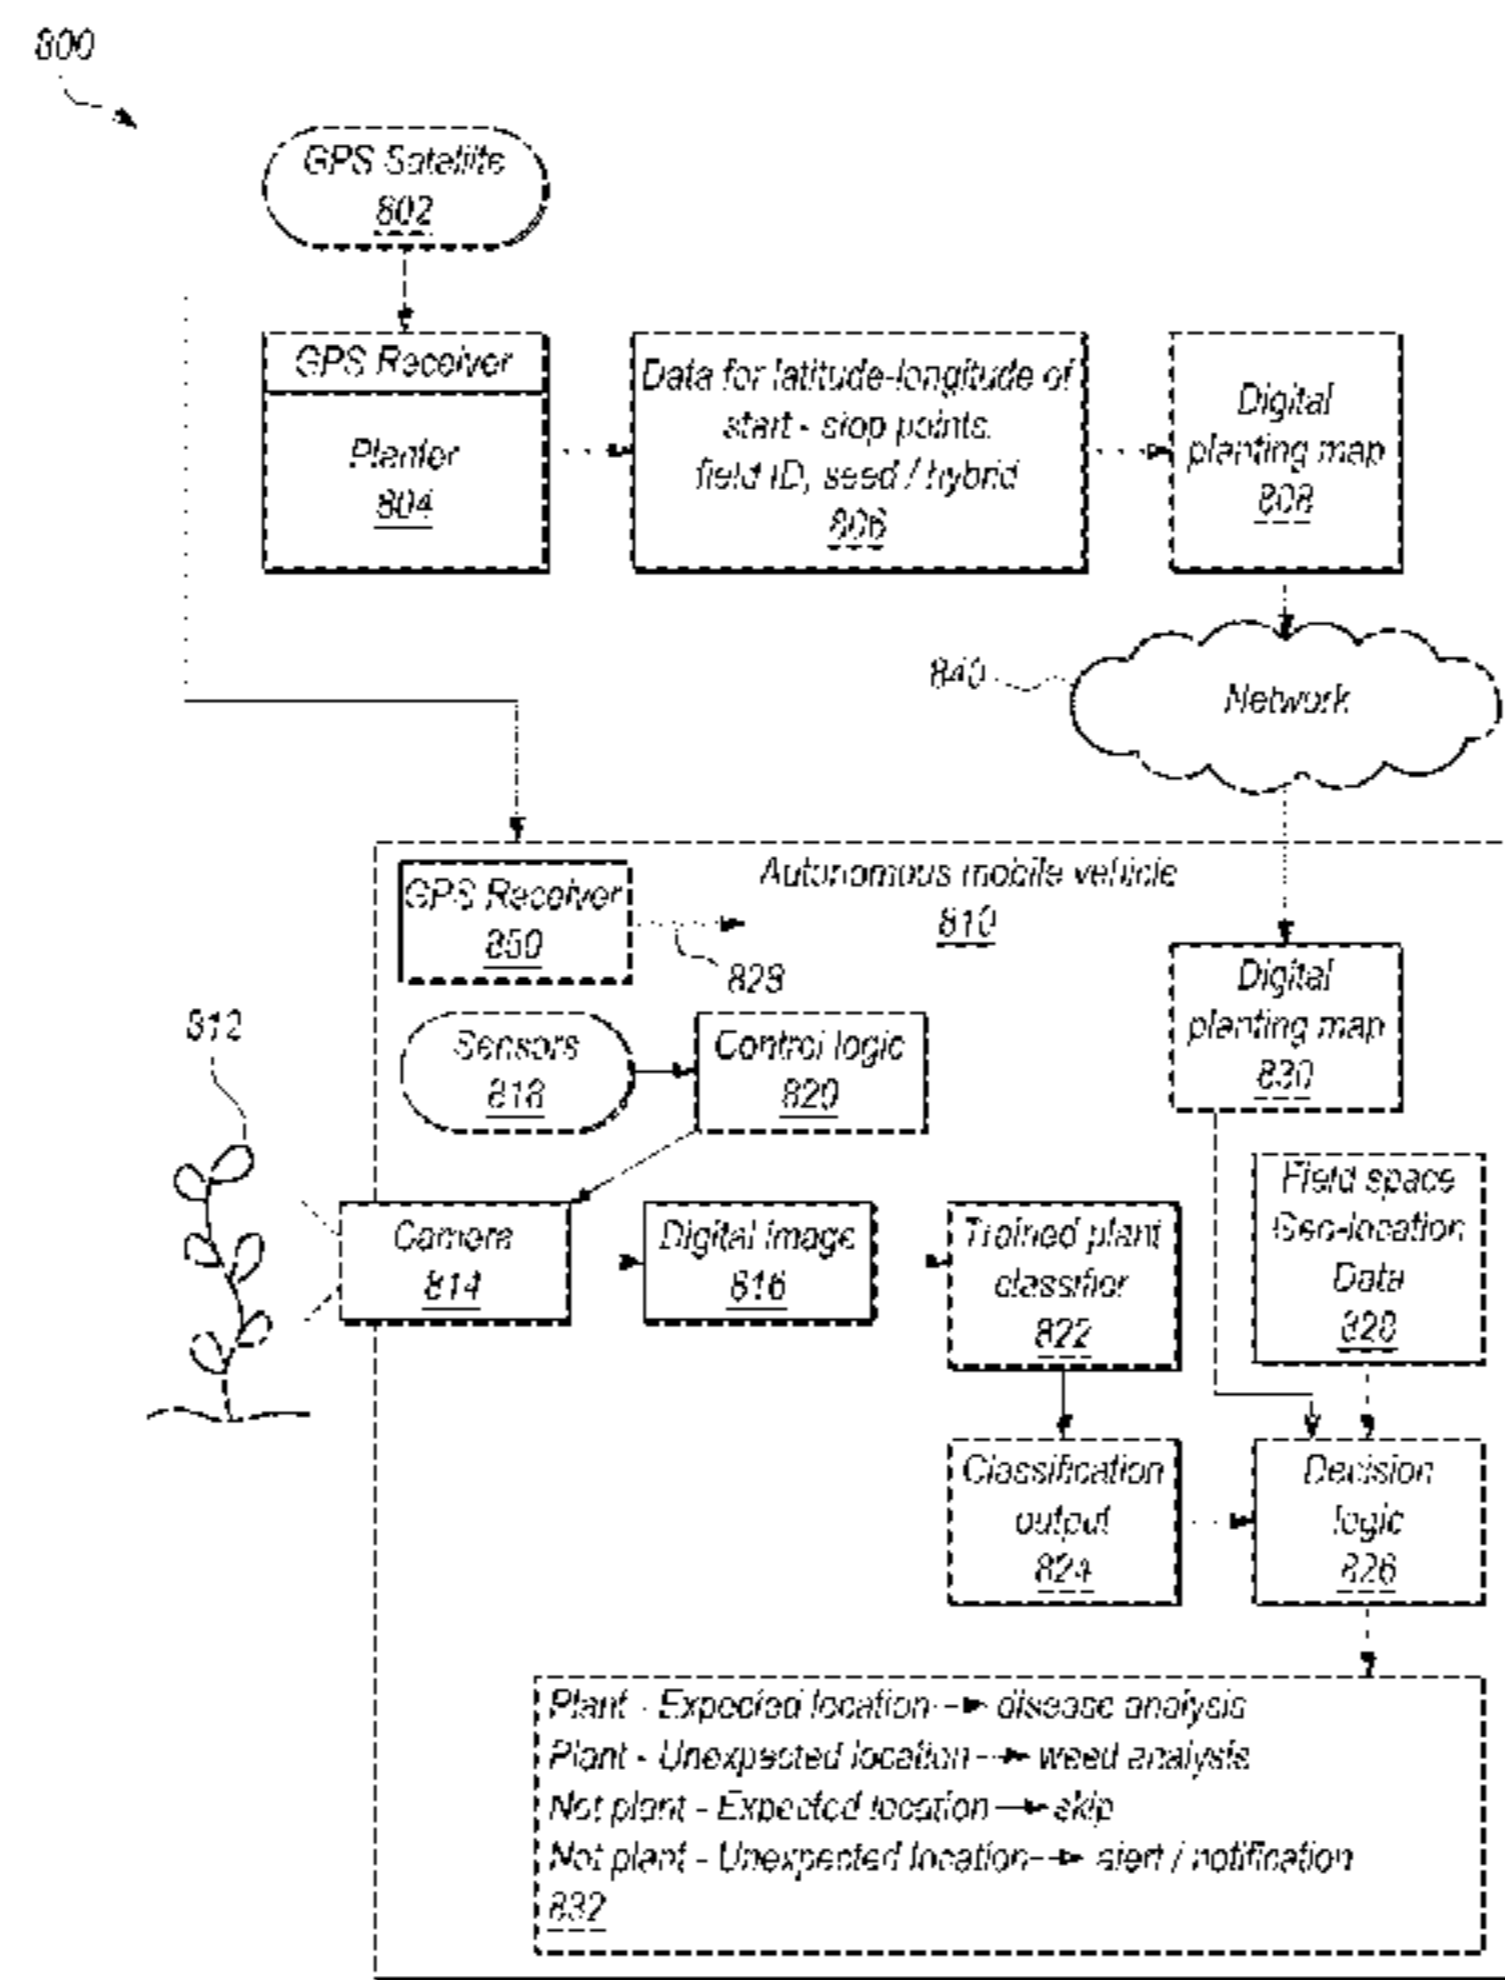 800
GPS Satellite
802
GPS Receiver
Planter
804
Data for latitude-longitude of
start - stop points,
field ID, seed / hybrid
806
Digital
planting map
808
840
Network
Autonomous mobile vehicle
810
GPS Receiver
850
828
Digital
planting map
830
812
Sensors
818
Control logic
820
Camera
814
Digital image
816
Trained plant
classifier
822
Field space
Geo-location
Data
828
Classification
output
824
Decision
logic
826
Plant - Expected location → disease analysis
Plant - Unexpected location → weed analysis
Not plant - Expected location → skip
Not plant - Unexpected location → alert / notification
832